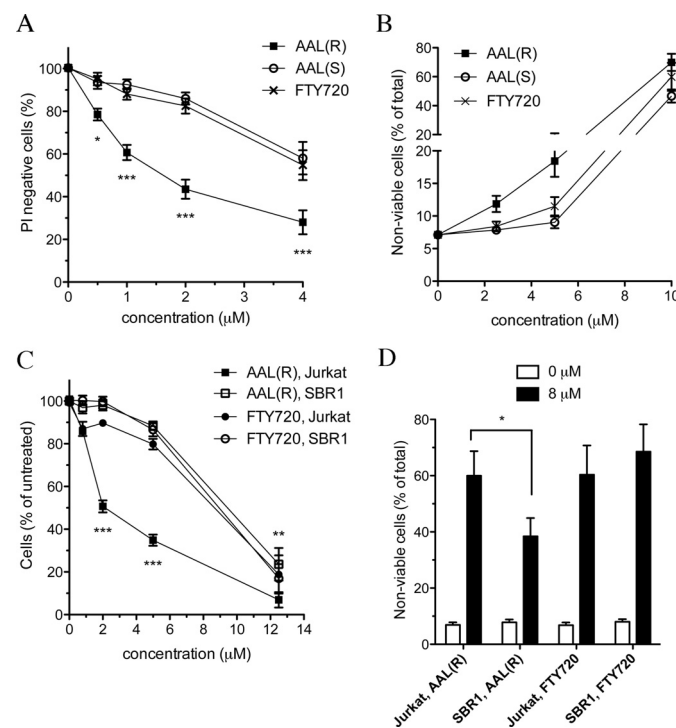 A
AAL(R)
AAL(S)
FTY720
PI negative cells (%)
100
80
60
40
20
0
*
***
***
***
0
1
2
3
4
concentration (μM)
B
AAL(R)
AAL(S)
FTY720
Non-viable cells (% of total)
80
60
40
20
20
15
10
5
0
0
2
4
6
8
10
concentration (μM)
C
AAL(R), Jurkat
AAL(R), SBR1
FTY720, Jurkat
FTY720, SBR1
Cells (% of untreated)
100
80
60
40
20
0
***
***
**
0
2
4
6
8
10
12
14
concentration (μM)
D
0 μM
8 μM
Non-viable cells (% of total)
80
60
40
20
0
*
Jurkat, AAL(R)
SBR1, AAL(R)
Jurkat, FTY720
SBR1, FTY720